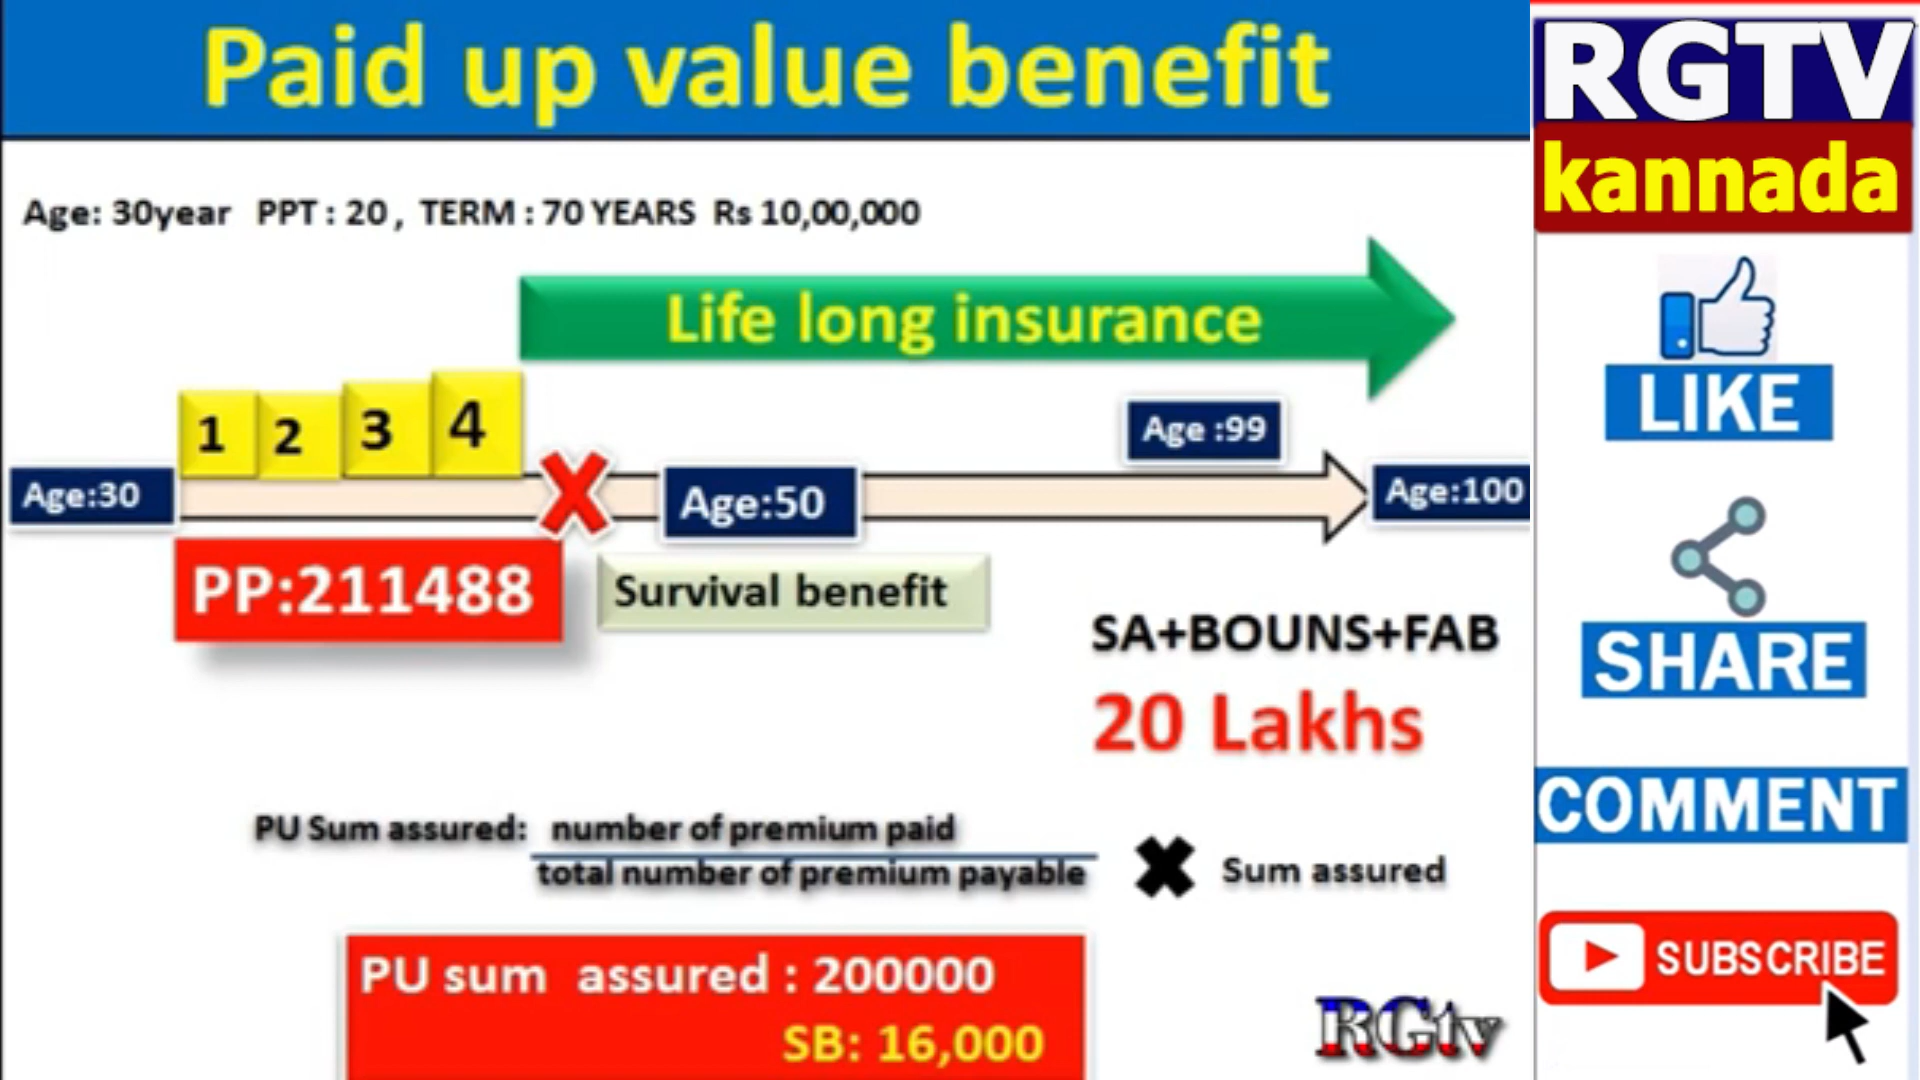 Paid up value benefit
Age: 30year PPT : 20 , TERM : 70 YEARS Rs 10,00,000
Life long insurance
1 2 3 4
Age :99
Age:30
Age:50
Age:100
PP:211488
Survival benefit
SA+BOUNS+FAB
20 Lakhs
PU Sum assured: number of premium paid
total number of premium payable
Sum assured
PU sum assured : 200000
SB: 16,000
RGtv
RGTV
kannada
LIKE
SHARE
COMMENT
SUBSCRIBE